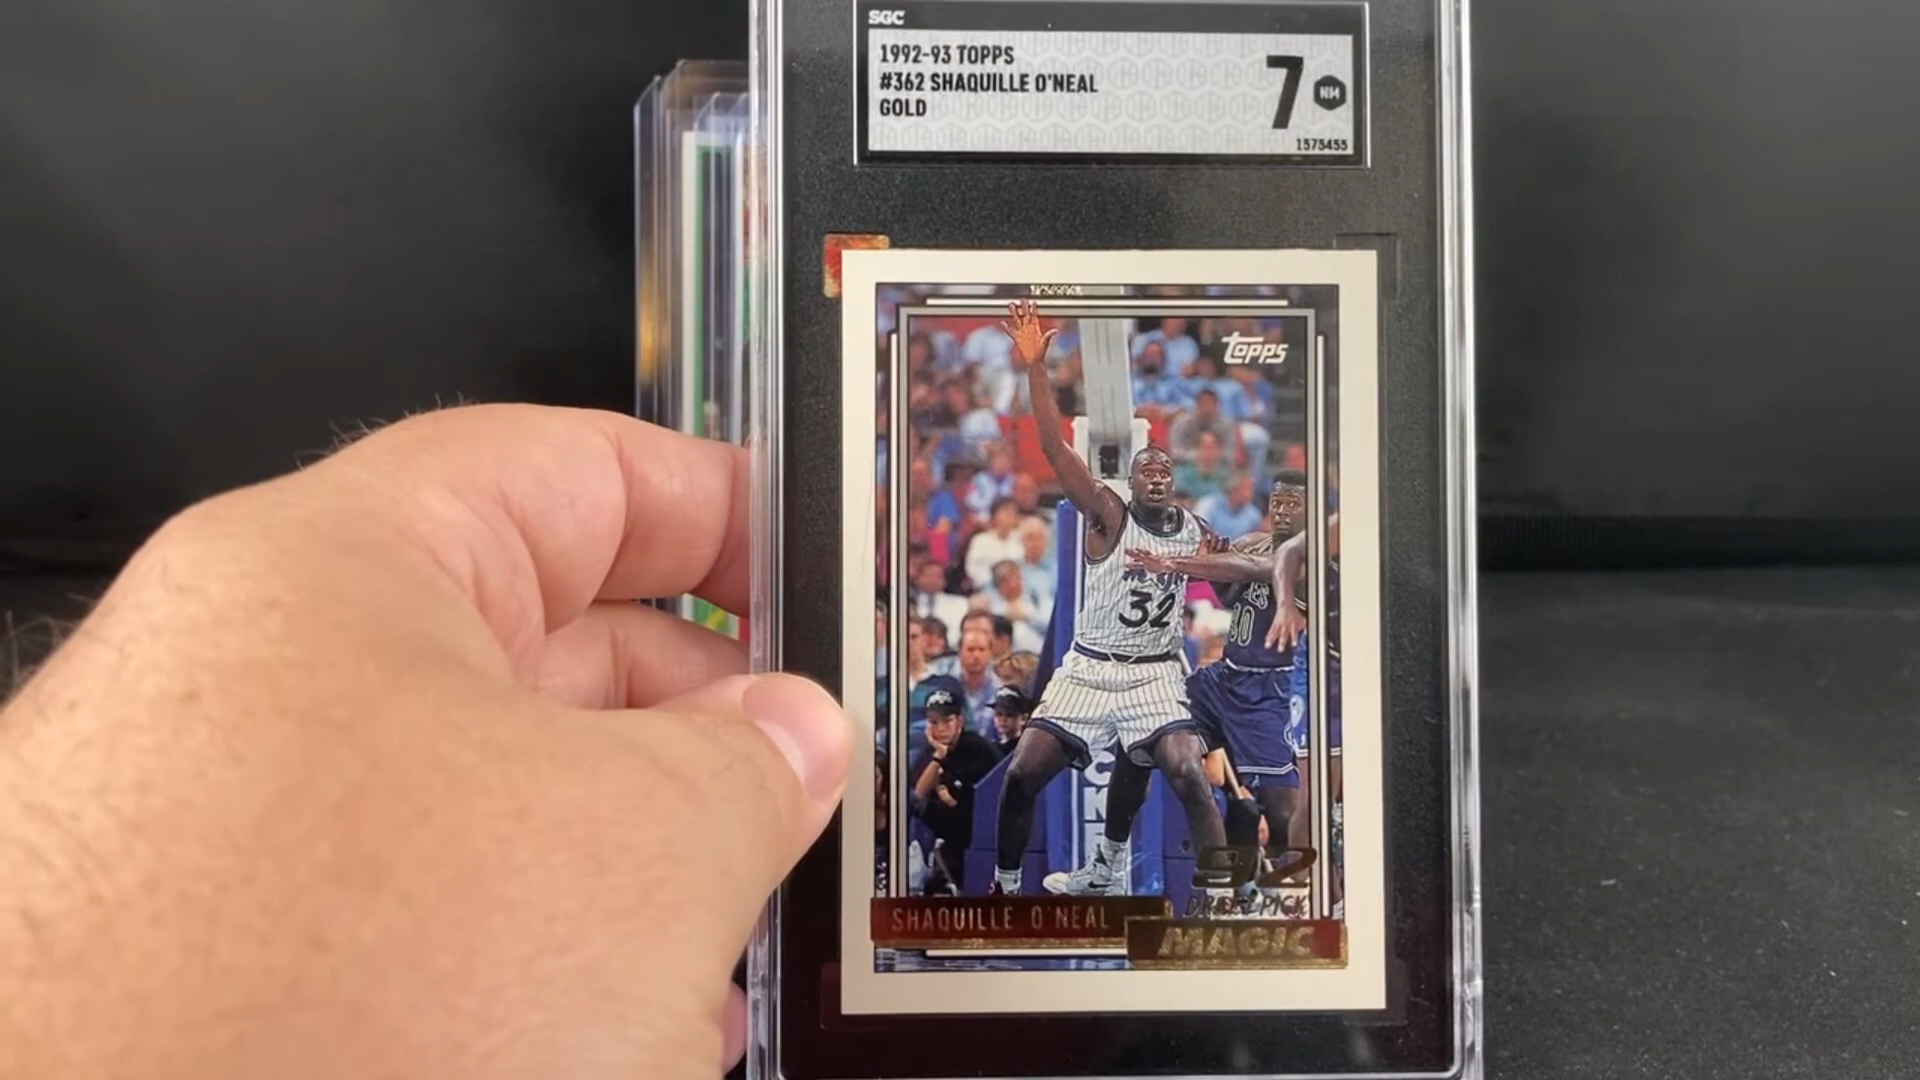 SGC
1992-93 TOPPS
#362 SHAQUILLE O'NEAL
GOLD
7
NM
1575455
Topps
32
92
DRAFT PICK
SHAQUILLE O'NEAL
MAGIC